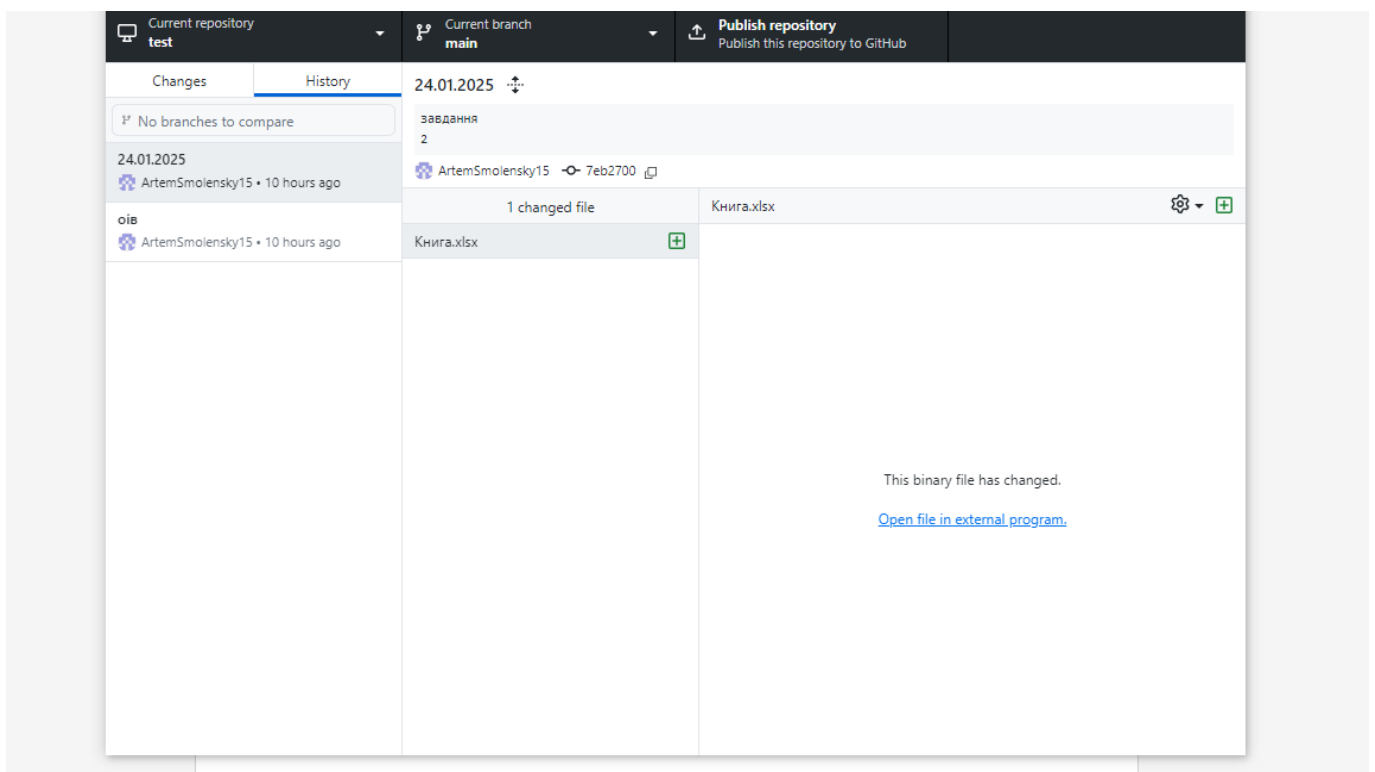 Current repository
test
Current branch
main
Publish repository
Publish this repository to GitHub
Changes
History
No branches to compare
24.01.2025
ArtemSmolensky15 • 10 hours ago
оів
ArtemSmolensky15 • 10 hours ago
24.01.2025
завдання
2
ArtemSmolensky15 7eb2700
1 changed file
Книга.xlsx
Книга.xlsx
This binary file has changed.
Open file in external program.